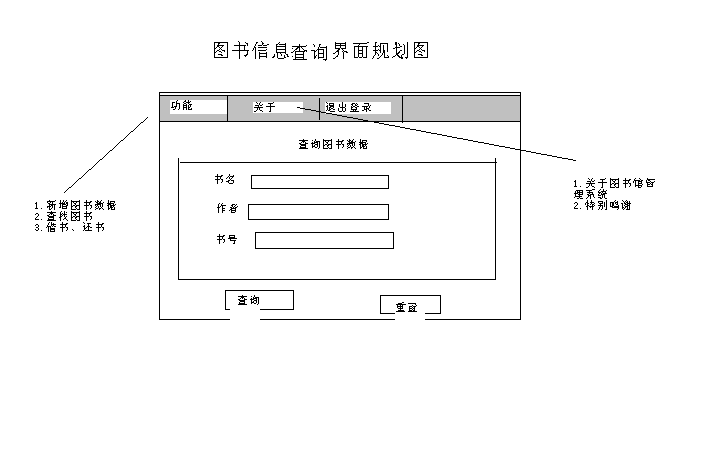 图书信息查询界面规划图
功能 关于 退出登录
查询图书数据
书名
作者
书号
查询 重置
1.新增图书数据
2.查找图书
3.借书、还书
1.关于图书馆管
理系统
2.特别鸣谢